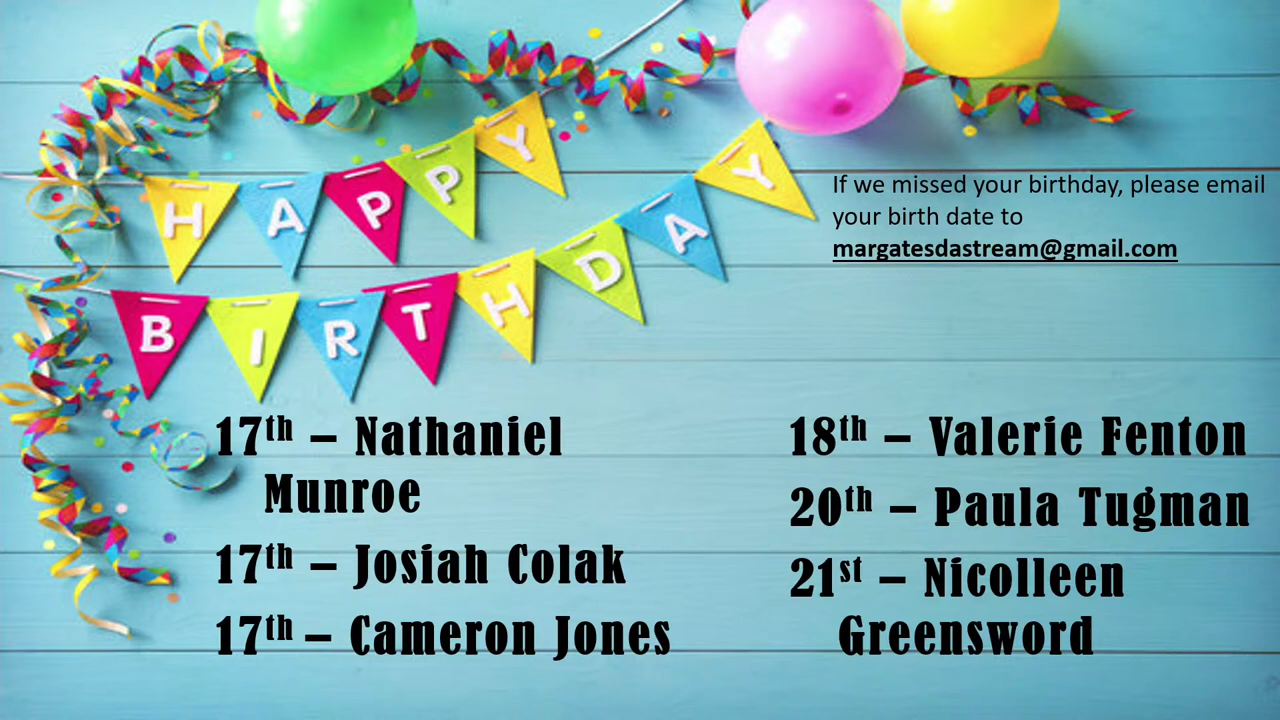 HAPPY
BIRTHDAY
If we missed your birthday, please email
your birth date to
margatesdastream@gmail.com
17th – Nathaniel
Munroe
17th – Josiah Colak
17th – Cameron Jones
18th – Valerie Fenton
20th – Paula Tugman
21st – Nicolleen
Greensword